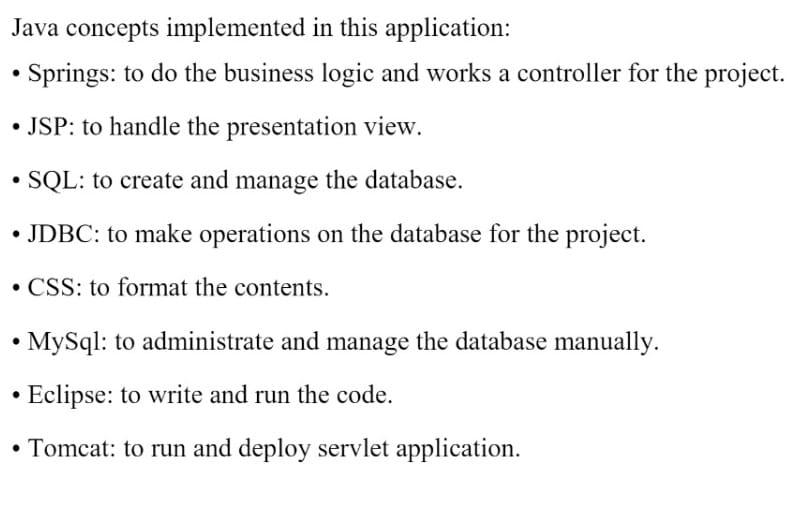 Java concepts implemented in this application:
• Springs: to do the business logic and works a controller for the project.
• JSP: to handle the presentation view.
• SQL: to create and manage the database.
• JDBC: to make operations on the database for the project.
• CSS: to format the contents.
• MySql: to administrate and manage the database manually.
• Eclipse: to write and run the code.
• Tomcat: to run and deploy servlet application.